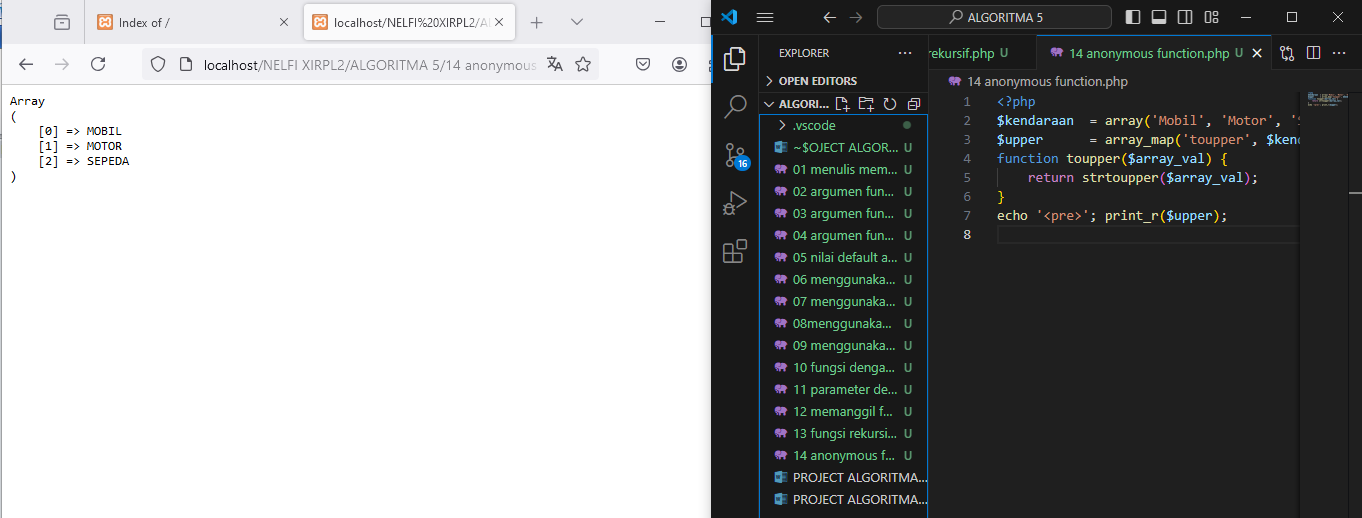 Index of /
localhost/NELFI%20XIRPL2/AL
localhost/NELFI XIRPL2/ALGORITMA 5/14 anonymous
Array
(
[0] => MOBIL
[1] => MOTOR
[2] => SEPEDA
)
ALGORITMA 5
EXPLORER
rekursif.php U
14 anonymous function.php U
OPEN EDITORS
14 anonymous function.php
ALGORI...
.vscode
~$OJECT ALGOR... U
01 menulis mem... U
02 argumen fun... U
03 argumen fun... U
04 argumen fun... U
05 nilai default a... U
06 menggunaka... U
07 menggunaka... U
08menggunaka... U
09 menggunaka... U
10 fungsi denga... U
11 parameter de... U
12 memanggil f... U
13 fungsi rekursi... U
14 anonymous f... U
PROJECT ALGORITMA...
PROJECT ALGORITMA...
16
1 <?php
2 $kendaraan = array('Mobil', 'Motor', 'S
3 $upper = array_map('toupper', $kend
4 function toupper($array_val) {
5 return strtoupper($array_val);
6 }
7 echo '<pre>'; print_r($upper);
8